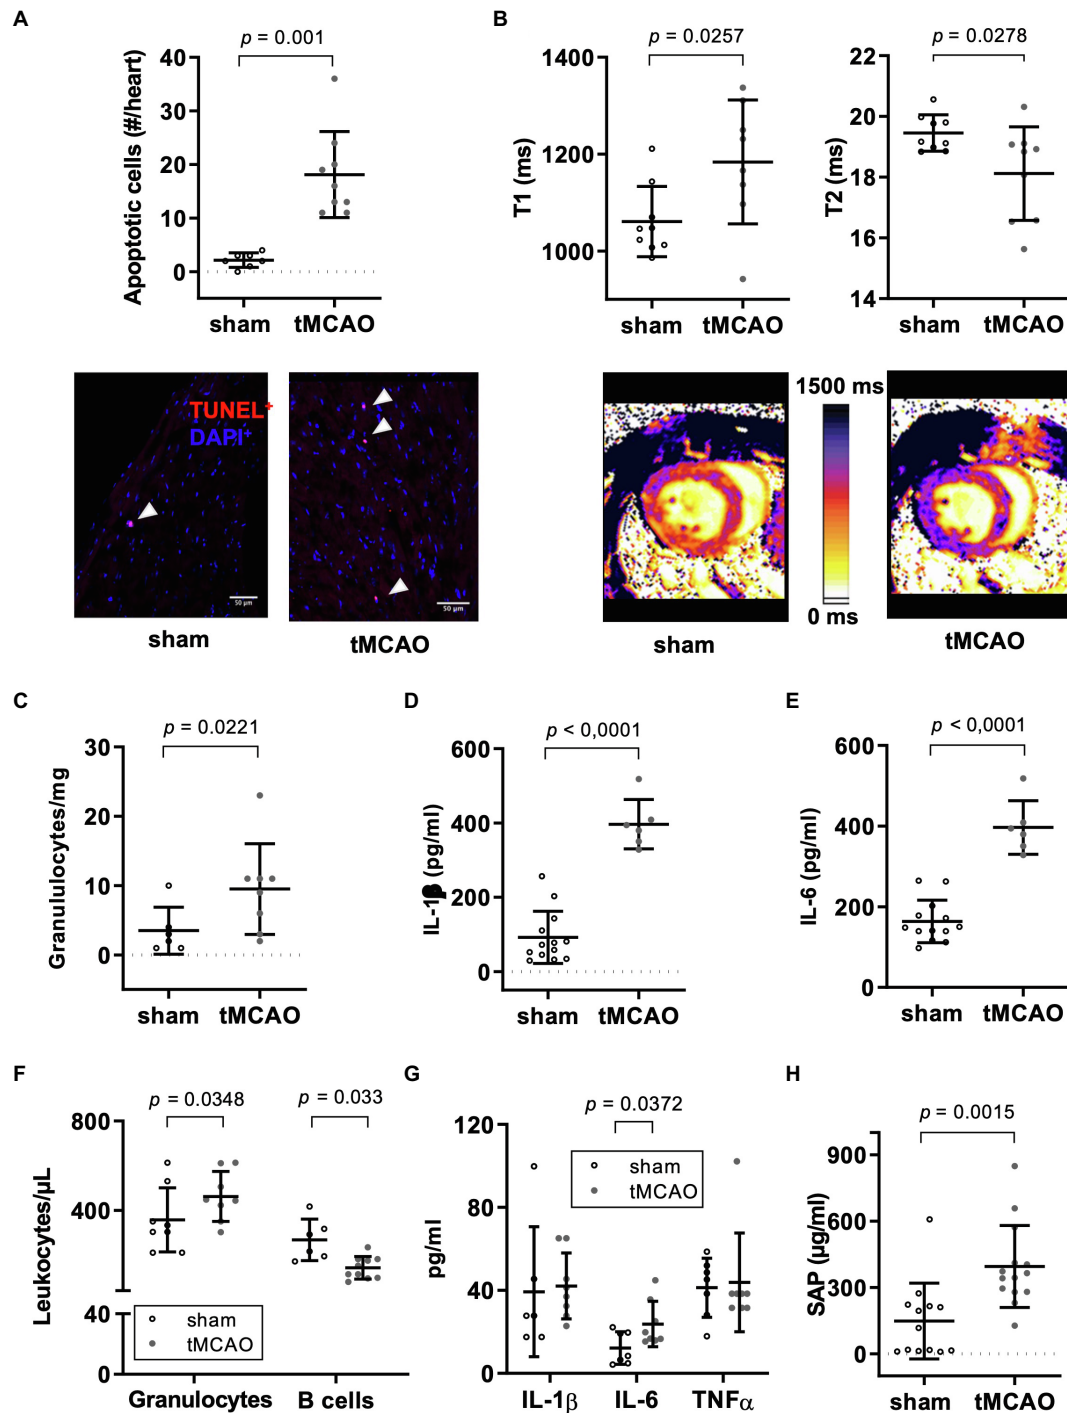 A
p = 0.001
Apoptotic cells (#/heart)
40
30
20
10
0
sham tMCAO
TUNEL+
DAPI+
50 µm
sham
50 µm
tMCAO
B
p = 0.0257
T1 (ms)
1400
1200
1000
sham tMCAO
p = 0.0278
T2 (ms)
22
20
18
16
14
sham tMCAO
1500 ms
0 ms
sham
tMCAO
C
p = 0.0221
Granululocytes/mg
30
20
10
0
sham tMCAO
D
p < 0,0001
IL-1β (pg/ml)
600
400
200
0
sham tMCAO
E
p < 0,0001
IL-6 (pg/ml)
600
400
200
0
sham tMCAO
F
p = 0.0348
p = 0.033
Leukocytes/µL
800
400
40
0
sham
tMCAO
Granulocytes B cells
G
p = 0.0372
pg/ml
120
80
40
0
sham
tMCAO
IL-1β IL-6 TNFα
H
p = 0.0015
SAP (µg/ml)
900
600
300
0
sham tMCAO